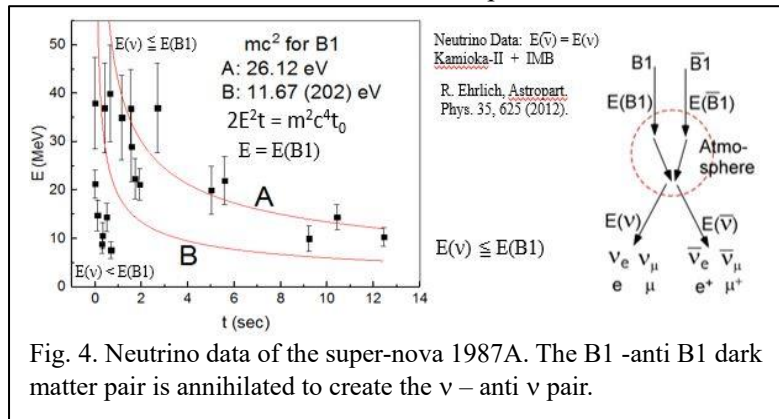 E(ν) ≦ E(B1)
mc² for B1
A: 26.12 eV
B: 11.67 (202) eV
2E²t = m²c⁴t₀
E = E(B1)
A
B
E(ν) < E(B1)
E (MeV)
50
40
30
20
10
0
0 2 4 6 8 10 12 14
t (sec)
Neutrino Data: E(ν̅) = E(ν)
Kamioka-II + IMB
R. Ehrlich, Astropart.
Phys. 35, 625 (2012).
E(ν) ≦ E(B1)
B1 B̅1
E(B1) E(B̅1)
Atmo-
sphere
E(ν) E(ν̅)
νe νμ ν̅e ν̅μ
e μ e⁺ μ⁺
Fig. 4. Neutrino data of the super-nova 1987A. The B1 -anti B1 dark
matter pair is annihilated to create the ν – anti ν pair.